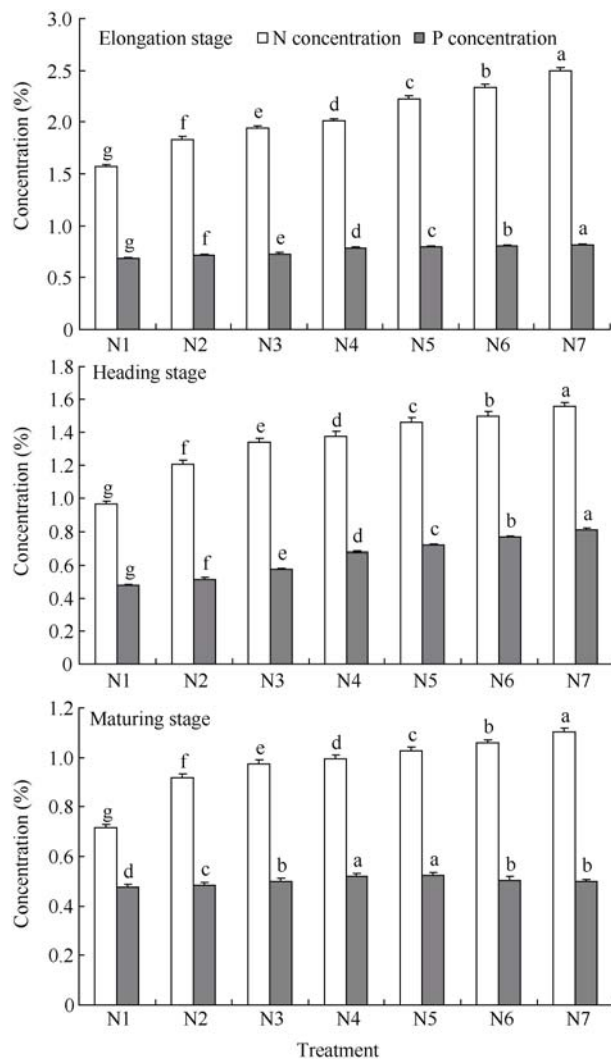 3.0
Elongation stage N concentration P concentration
2.5
2.0
1.5
1.0
0.5
0
Concentration (%)
g f e d c b a
g f e d c b a
N1 N2 N3 N4 N5 N6 N7
1.8
Heading stage
1.6
1.4
1.2
1.0
0.8
0.6
0.4
0.2
0
Concentration (%)
g f e d c b a
g f e d c b a
N1 N2 N3 N4 N5 N6 N7
1.2
Maturing stage
1.0
0.8
0.6
0.4
0.2
0
Concentration (%)
g f e d c b a
d c b a a b b
N1 N2 N3 N4 N5 N6 N7
Treatment